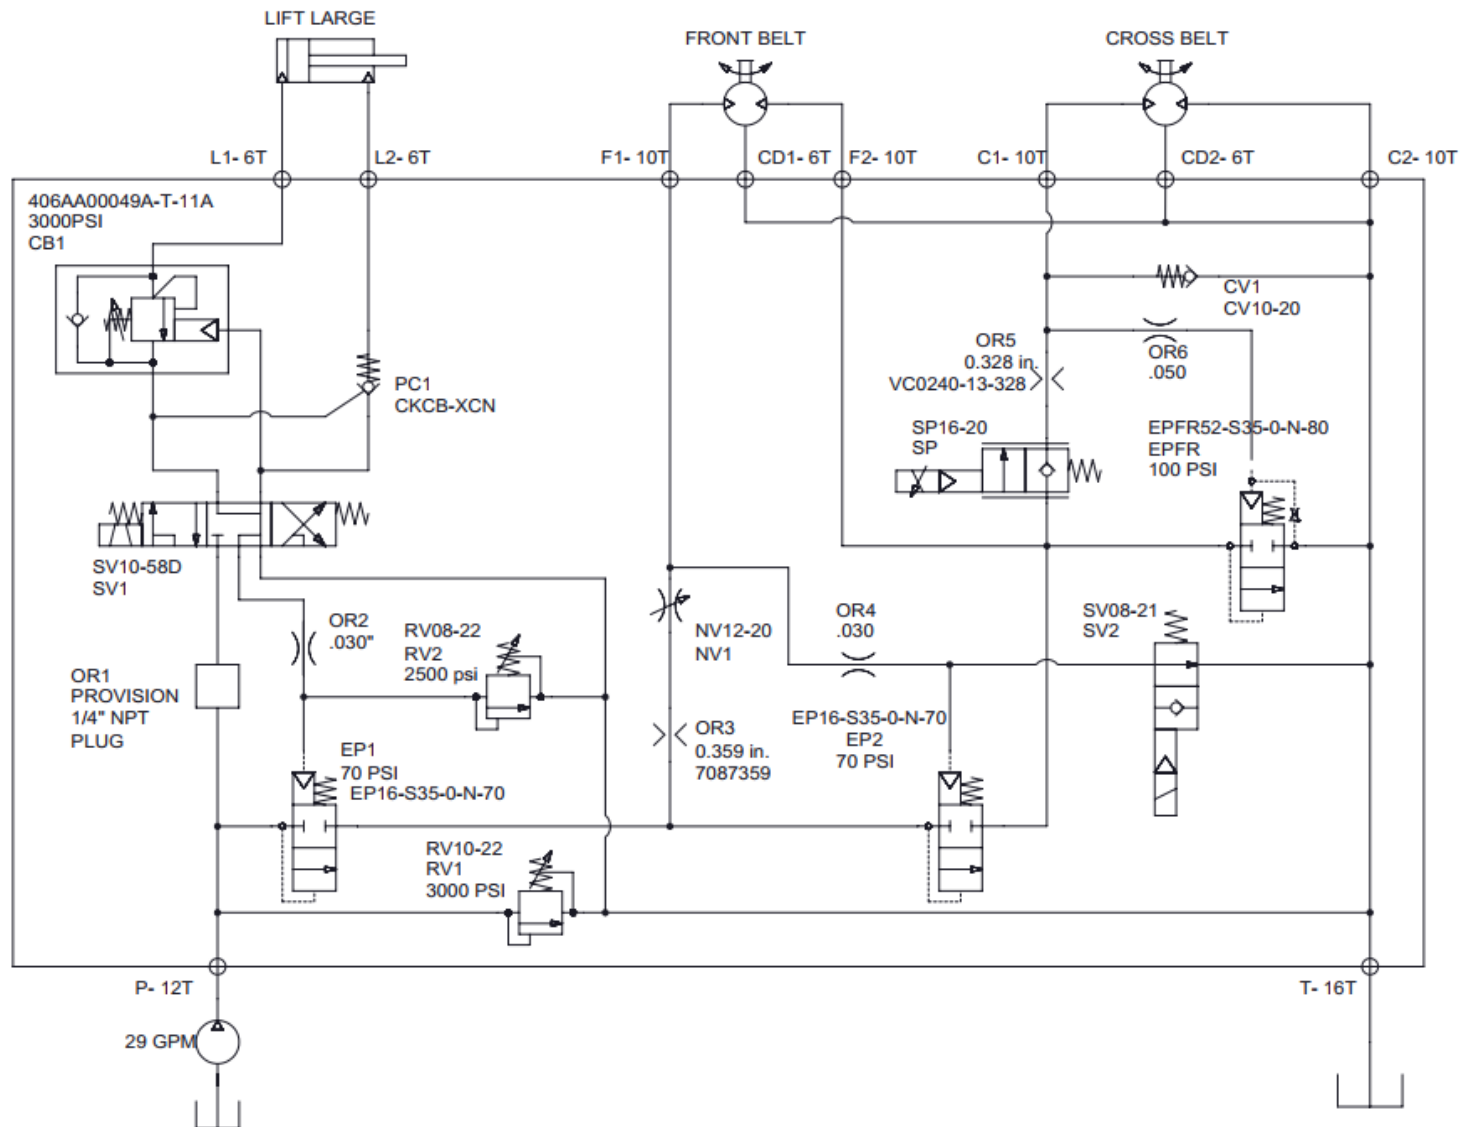 LIFT LARGE
FRONT BELT
CROSS BELT
L1- 6T
L2- 6T
F1- 10T
CD1- 6T
F2- 10T
C1- 10T
CD2- 6T
C2- 10T
406AA00049A-T-11A
3000PSI
CB1
CV1
CV10-20
OR5
0.328 in.
VC0240-13-328
OR6
.050
PC1
CKCB-XCN
SP16-20
SP
EPFR52-S35-0-N-80
EPFR
100 PSI
SV10-58D
SV1
OR2
.030"
RV08-22
RV2
2500 psi
NV12-20
NV1
OR4
.030
SV08-21
SV2
OR1
PROVISION
1/4" NPT
PLUG
OR3
0.359 in.
7087359
EP16-S35-0-N-70
EP2
70 PSI
EP1
70 PSI
EP16-S35-0-N-70
RV10-22
RV1
3000 PSI
P- 12T
T- 16T
29 GPM